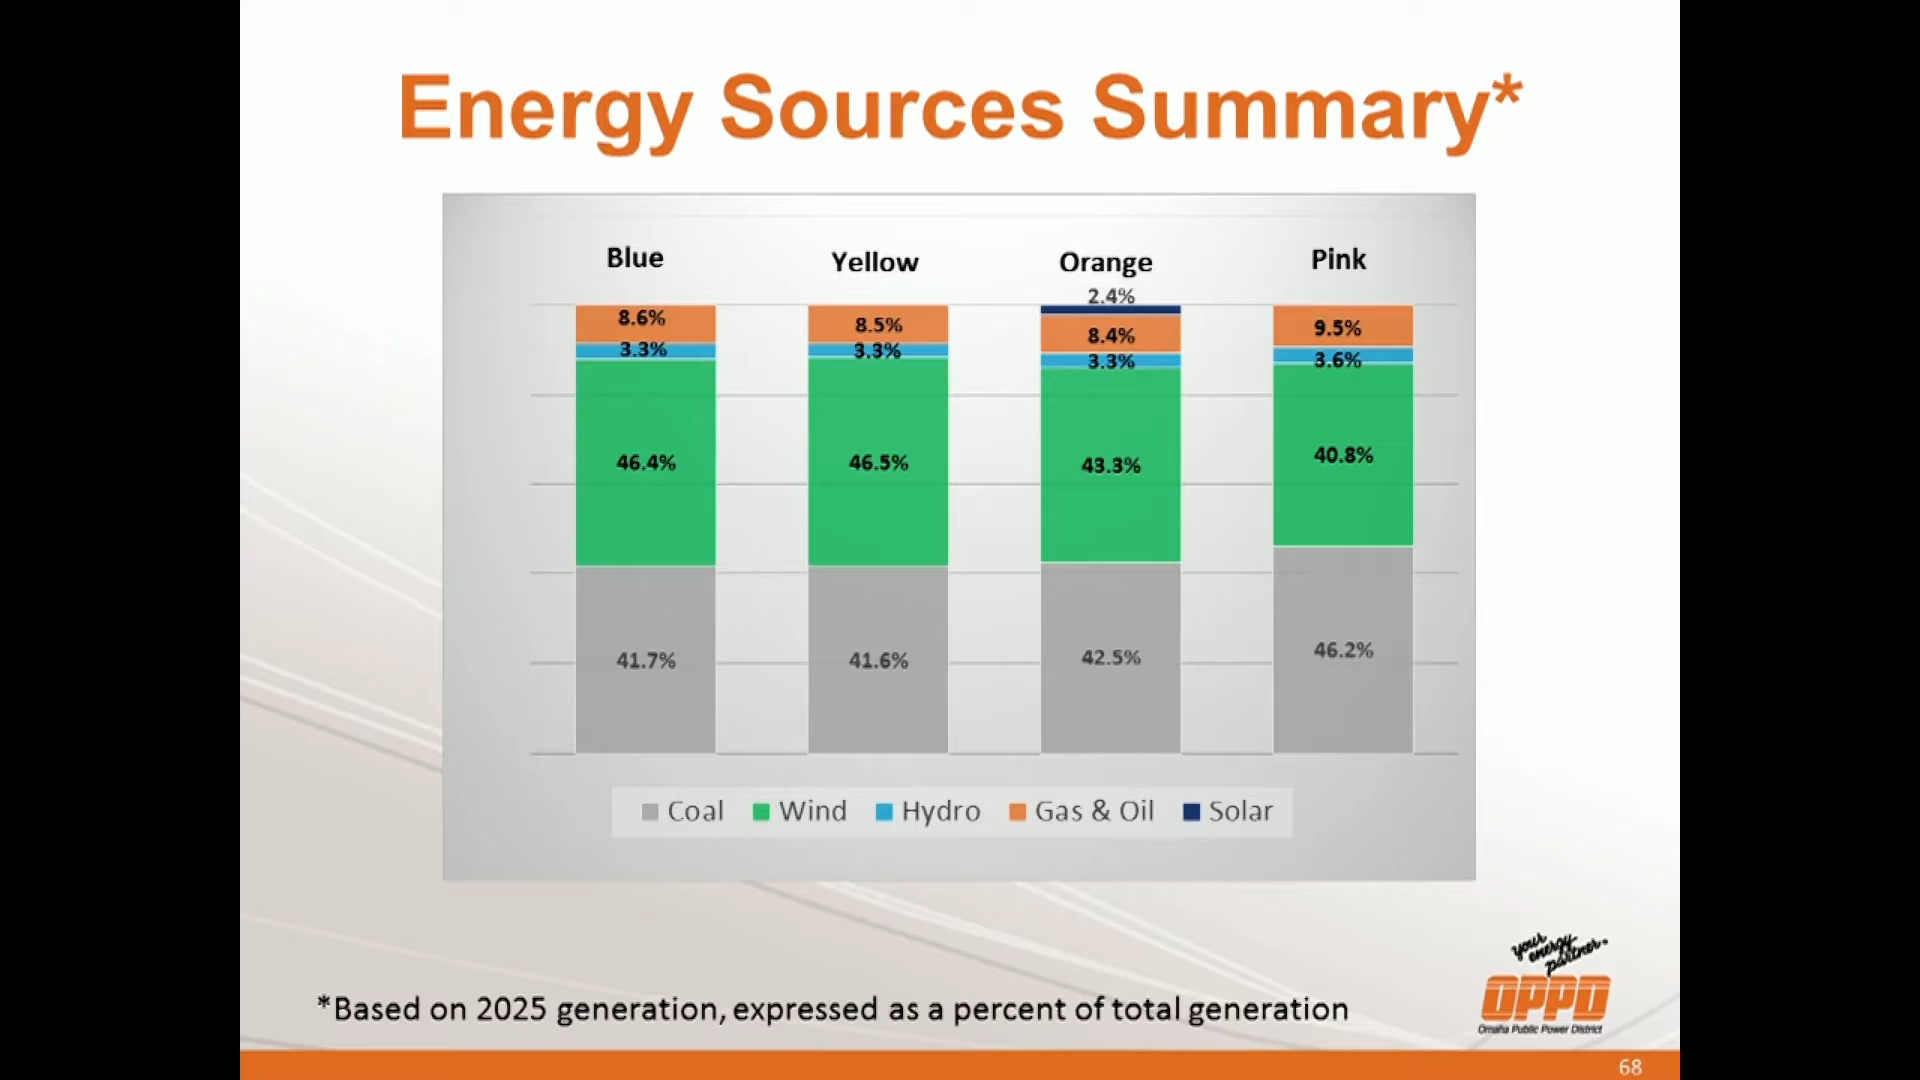 Energy Sources Summary*
Blue Yellow Orange Pink
2.4%
8.6% 8.5% 8.4% 9.5%
3.3% 3.3% 3.3% 3.6%
46.4% 46.5% 43.3% 40.8%
41.7% 41.6% 42.5% 46.2%
Coal Wind Hydro Gas & Oil Solar
your
energy
partner
OPPD
Omaha Public Power District
*Based on 2025 generation, expressed as a percent of total generation
68